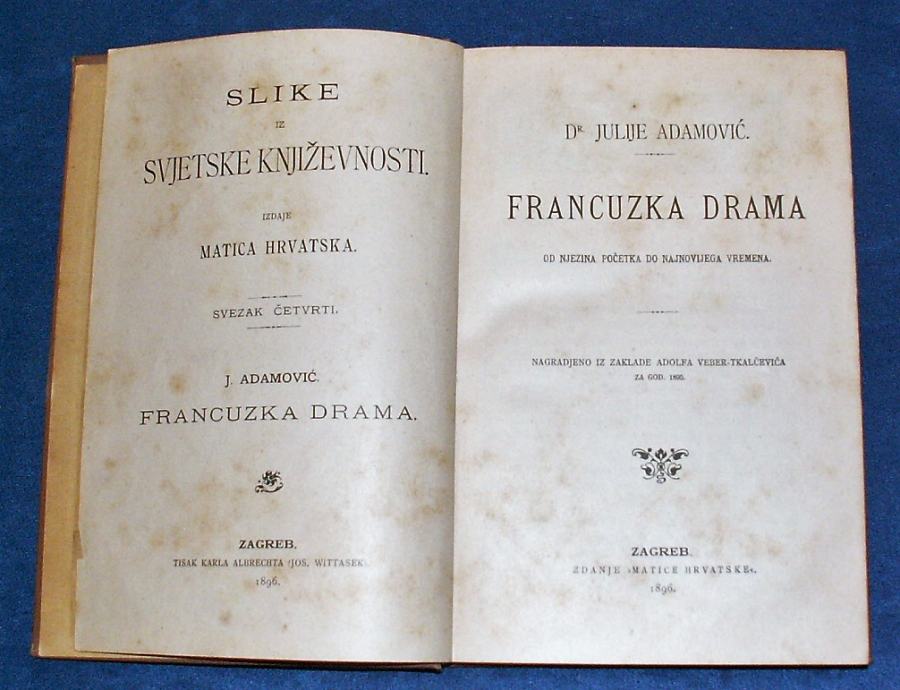 SLIKE
IZ
SVJETSKE KNJIŽEVNOSTI.
IZDAJE
MATICA HRVATSKA.
SVEZAK ČETVRTI.
J. ADAMOVIĆ.
FRANCUZKA DRAMA.
ZAGREB.
TISAK KARLA ALBRECHTA (JOS. WITTASEK).
1896.
DR. JULIJE ADAMOVIĆ.
FRANCUZKA DRAMA
OD NJEZINA POČETKA DO NAJNOVIJEGA VREMENA.
NAGRADJENO IZ ZAKLADE ADOLFA VEBER-TKALČEVIĆA
ZA GOD. 1895.
ZAGREB.
ZDANJE »MATICE HRVATSKE«.
1896.